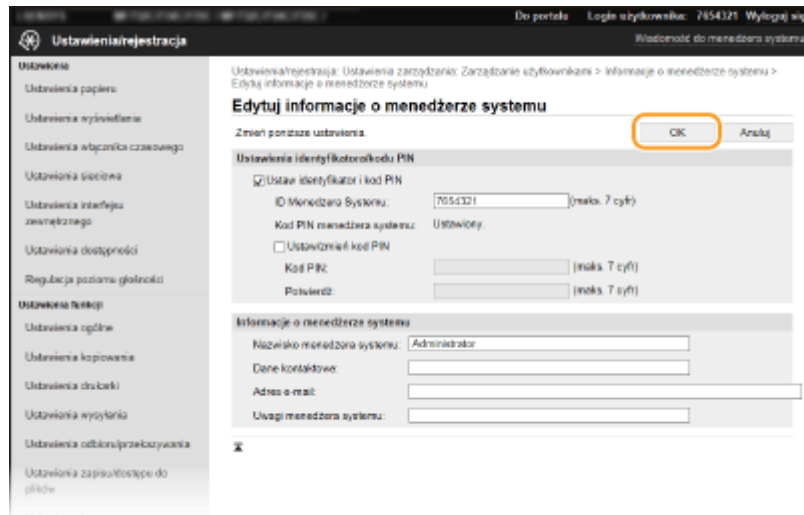 Do portalu Login użytkownika: 7654321 Wyloguj się
Ustawienia/rejestracja
Wiadomość do menedżera systemu
Ustawienia
Ustawienia papieru
Ustawienia wyświetlania
Ustawienia włącznika czasowego
Ustawienia sieciowe
Ustawienia interfejsu
zewnętrznego
Ustawienia dostępności
Regulacja poziomu głośności
Ustawienia funkcji
Ustawienia ogólne
Ustawienia kopiowania
Ustawienia drukarki
Ustawienia wysyłania
Ustawienia odbioru/przekazywania
Ustawienia zapisu/dostępu do
plików
Ustawienia/rejestracja: Ustawienia zarządzania: Zarządzanie użytkownikami > Informacje o menedżerze systemu >
Edytuj informacje o menedżerze systemu
Edytuj informacje o menedżerze systemu
Zmień poniższe ustawienia.
OK Anuluj
Ustawienia identyfikatora/kodu PIN
Ustaw identyfikator i kod PIN
ID Menedżera Systemu: 7654321 (maks. 7 cyfr)
Kod PIN menedżera systemu: Ustawiony.
Ustaw/zmień kod PIN
Kod PIN: (maks. 7 cyfr)
Potwierdź: (maks. 7 cyfr)
Informacje o menedżerze systemu
Nazwisko menedżera systemu: Administrator
Dane kontaktowe:
Adres e-mail:
Uwagi menedżera systemu: